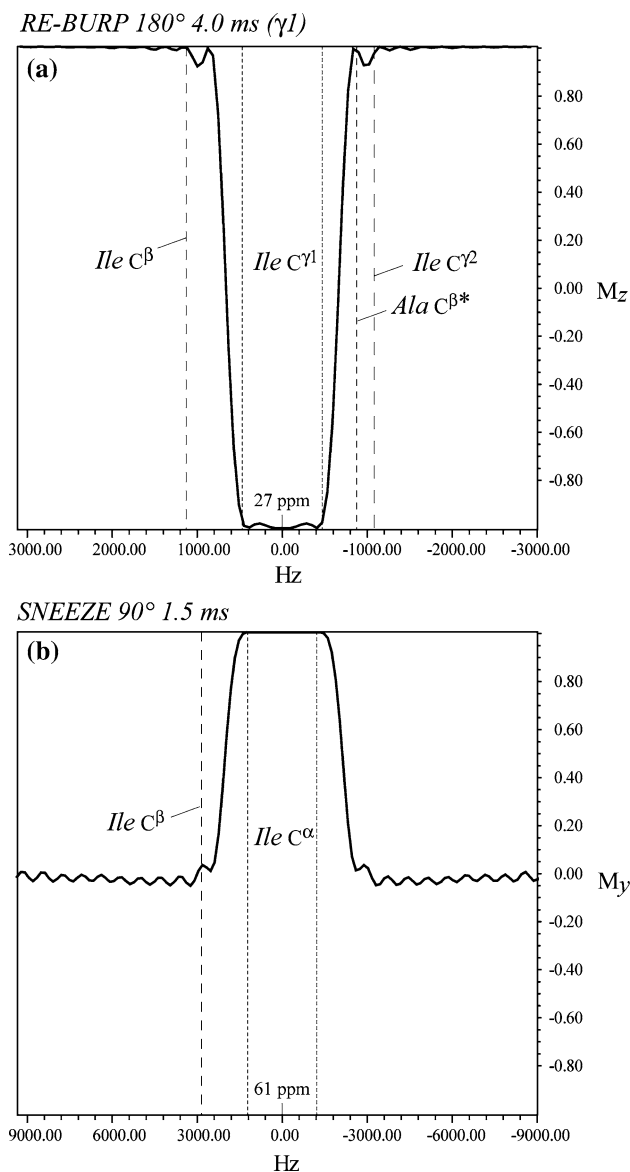 RE-BURP 180° 4.0 ms (γ1)
(a)
0.80
0.60
0.40
0.20
0.00
-0.20
-0.40
-0.60
-0.80
Mz
Ile Cβ
Ile Cγ1
Ile Cγ2
Ala Cβ*
27 ppm
3000.00 2000.00 1000.00 0.00 -1000.00 -2000.00 -3000.00
Hz
SNEEZE 90° 1.5 ms
(b)
0.80
0.60
0.40
0.20
0.00
-0.20
-0.40
-0.60
-0.80
My
Ile Cβ
Ile Cα
61 ppm
9000.00 6000.00 3000.00 0.00 -3000.00 -6000.00 -9000.00
Hz